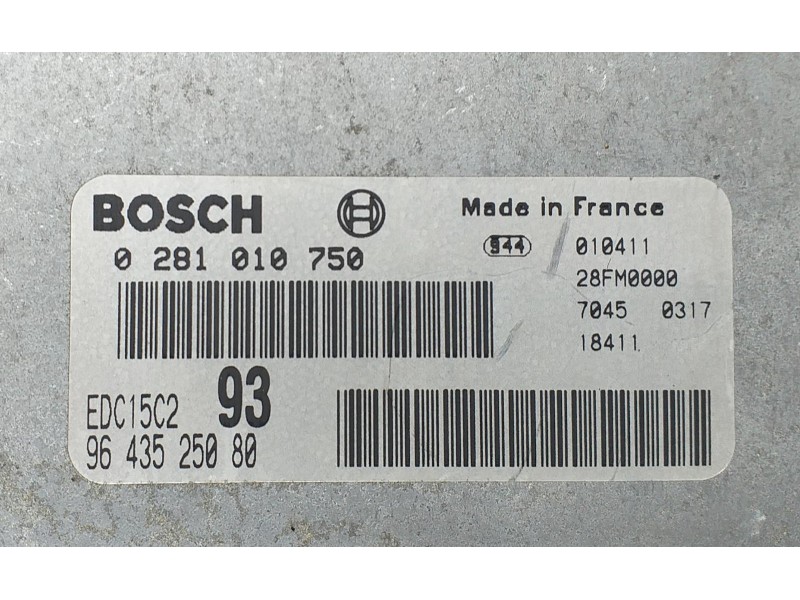 BOSCH
Made in France
0 281 010 750
944 010411
28FM0000
7045 0317
18411
EDC15C2 93
96 435 250 80